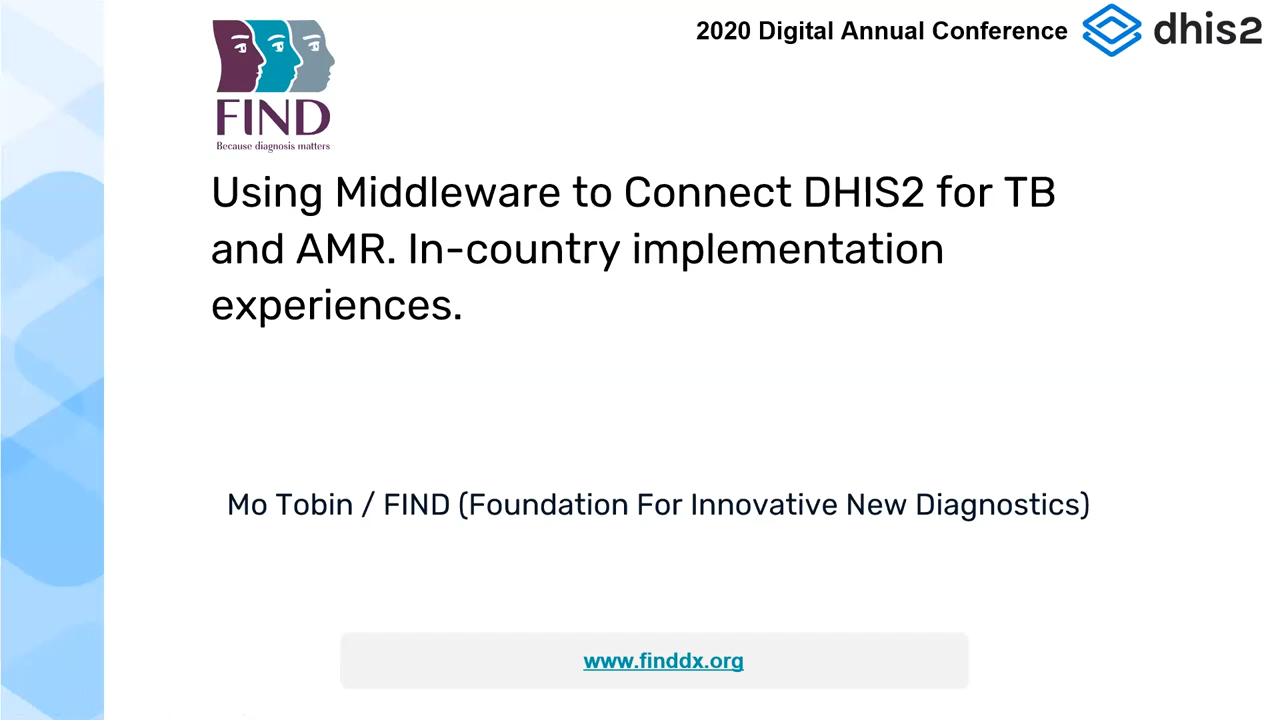 2020 Digital Annual Conference
dhis2
FIND
Because diagnosis matters
Using Middleware to Connect DHIS2 for TB
and AMR. In-country implementation
experiences.
Mo Tobin / FIND (Foundation For Innovative New Diagnostics)
www.finddx.org